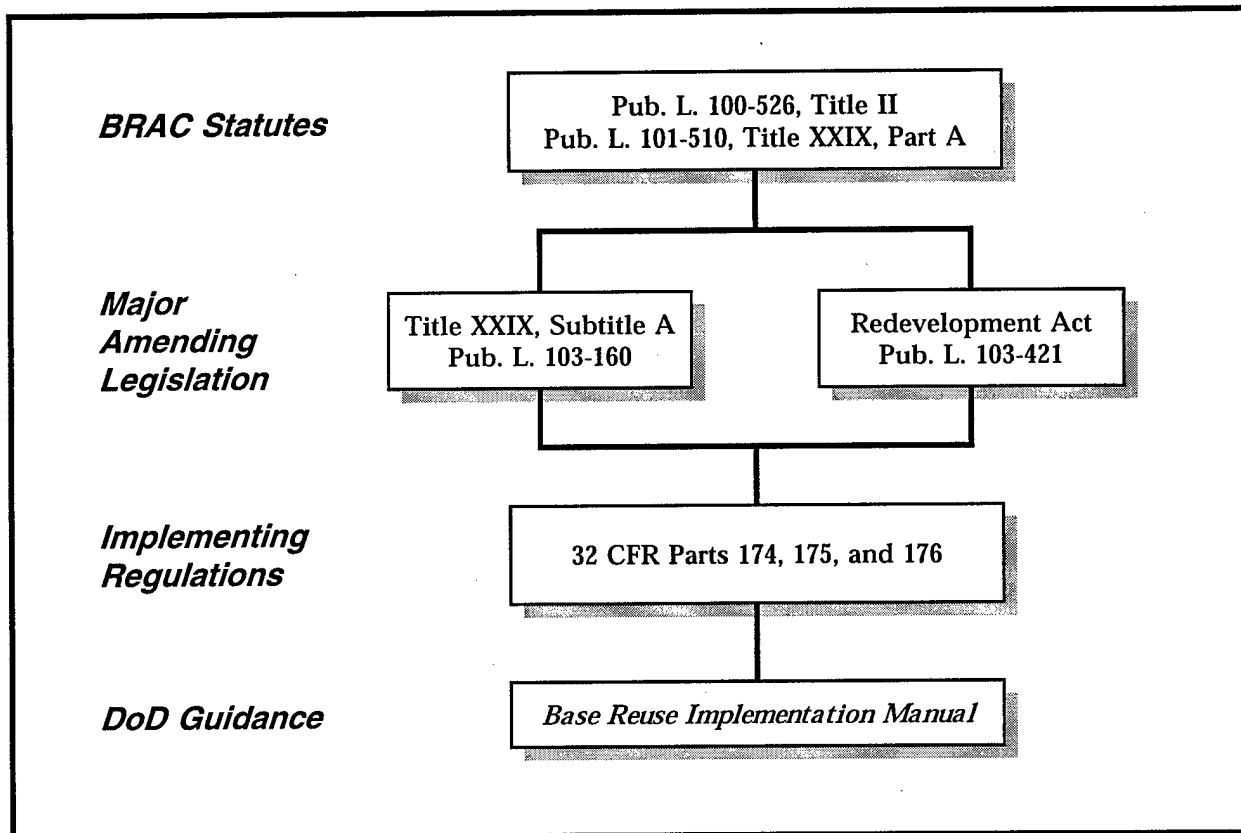 BRAC Statutes
Pub. L. 100-526, Title II
Pub. L. 101-510, Title XXIX, Part A
Major
Amending
Legislation
Title XXIX, Subtitle A
Pub. L. 103-160
Redevelopment Act
Pub. L. 103-421
Implementing
Regulations
32 CFR Parts 174, 175, and 176
DoD Guidance
Base Reuse Implementation Manual